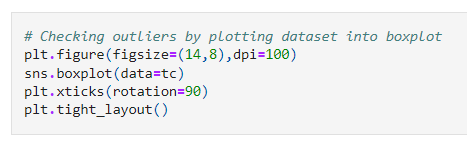 # Checking outliers by plotting dataset into boxplot
plt.figure(figsize=(14,8),dpi=100)
sns.boxplot(data=tc)
plt.xticks(rotation=90)
plt.tight_layout()